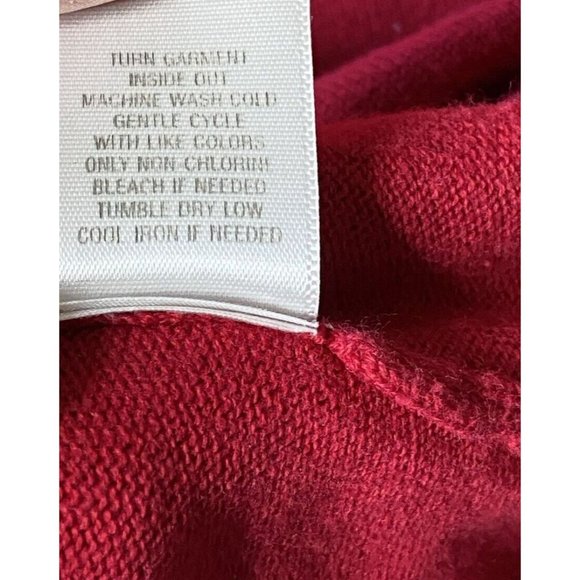 TURN GARMENT
INSIDE OUT
MACHINE WASH COLD
GENTLE CYCLE
WITH LIKE COLORS
ONLY NON-CHLORINE
BLEACH IF NEEDED
TUMBLE DRY LOW
COOL IRON IF NEEDED